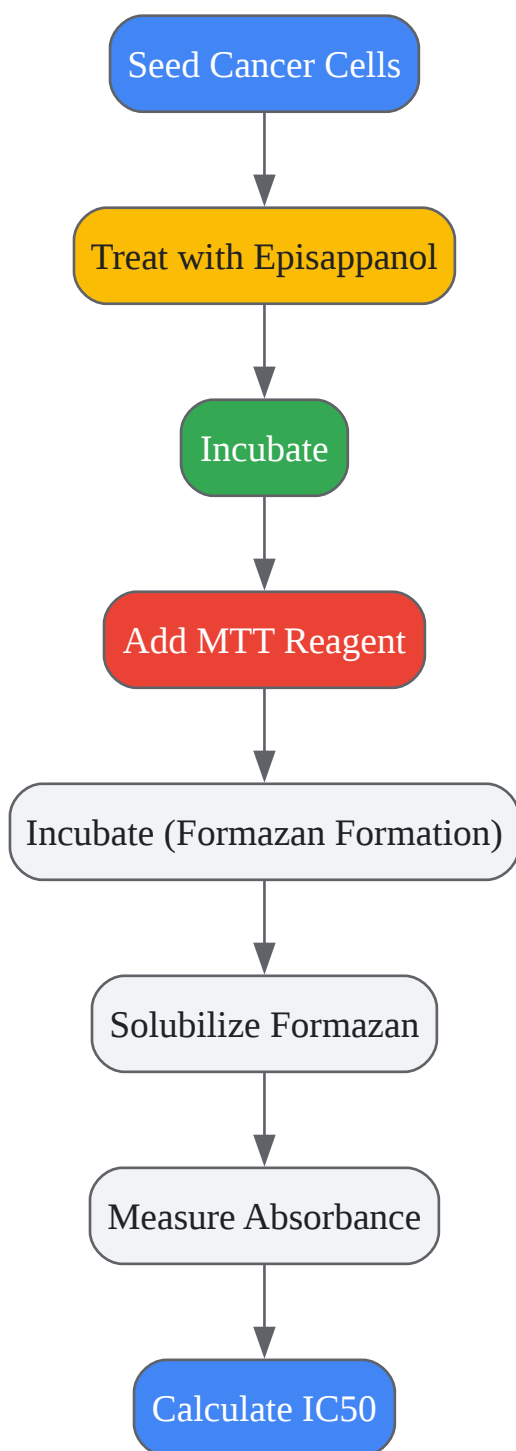 Seed Cancer Cells
Treat with Episappanol
Incubate
Add MTT Reagent
Incubate (Formazan Formation)
Solubilize Formazan
Measure Absorbance
Calculate IC50